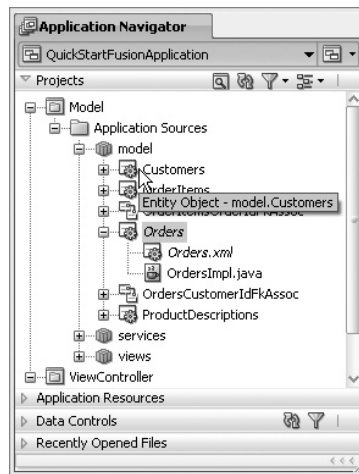 Application Navigator
QuickStartFusionApplication
Projects
Model
Application Sources
model
Customers
OrderItems
Entity Object - model.Customers
OrderItemsOrderIdFkAssoc
Orders
Orders.xml
OrdersImpl.java
OrdersCustomerIdFkAssoc
ProductDescriptions
services
views
ViewController
Application Resources
Data Controls
Recently Opened Files